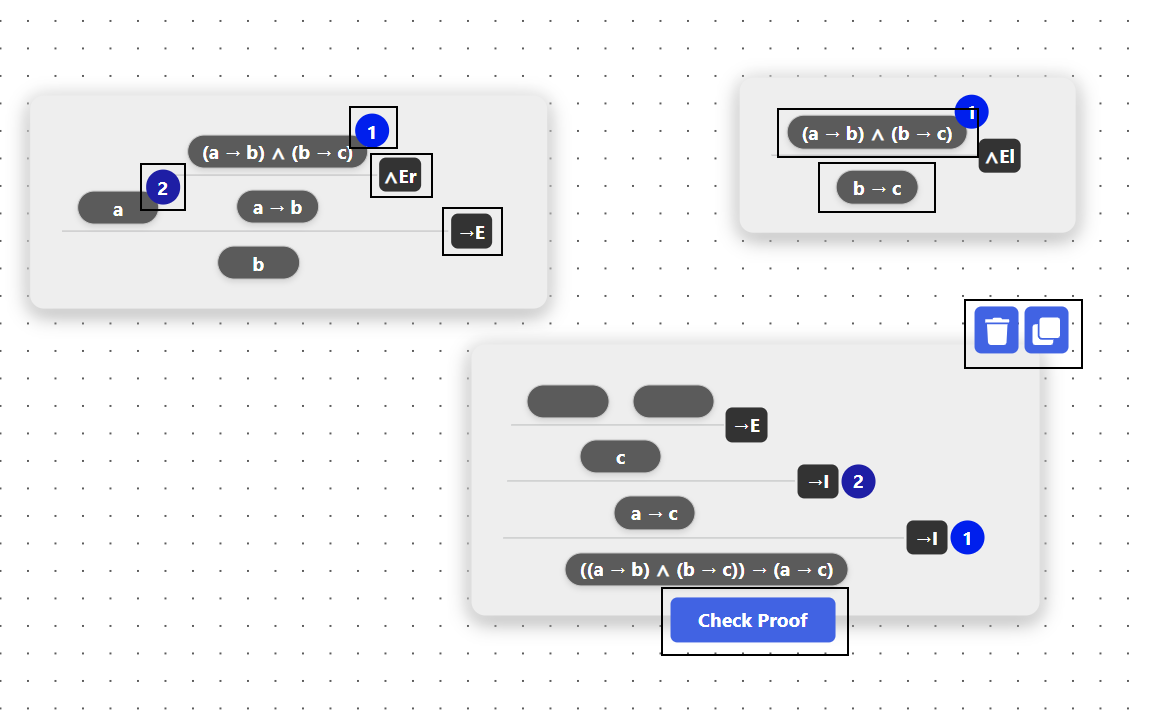 1
(a → b) ∧ (b → c)
∧Er
2
a
a → b
→E
b
1
(a → b) ∧ (b → c)
∧El
b → c
→E
c
→I 2
a → c
→I 1
((a → b) ∧ (b → c)) → (a → c)
Check Proof